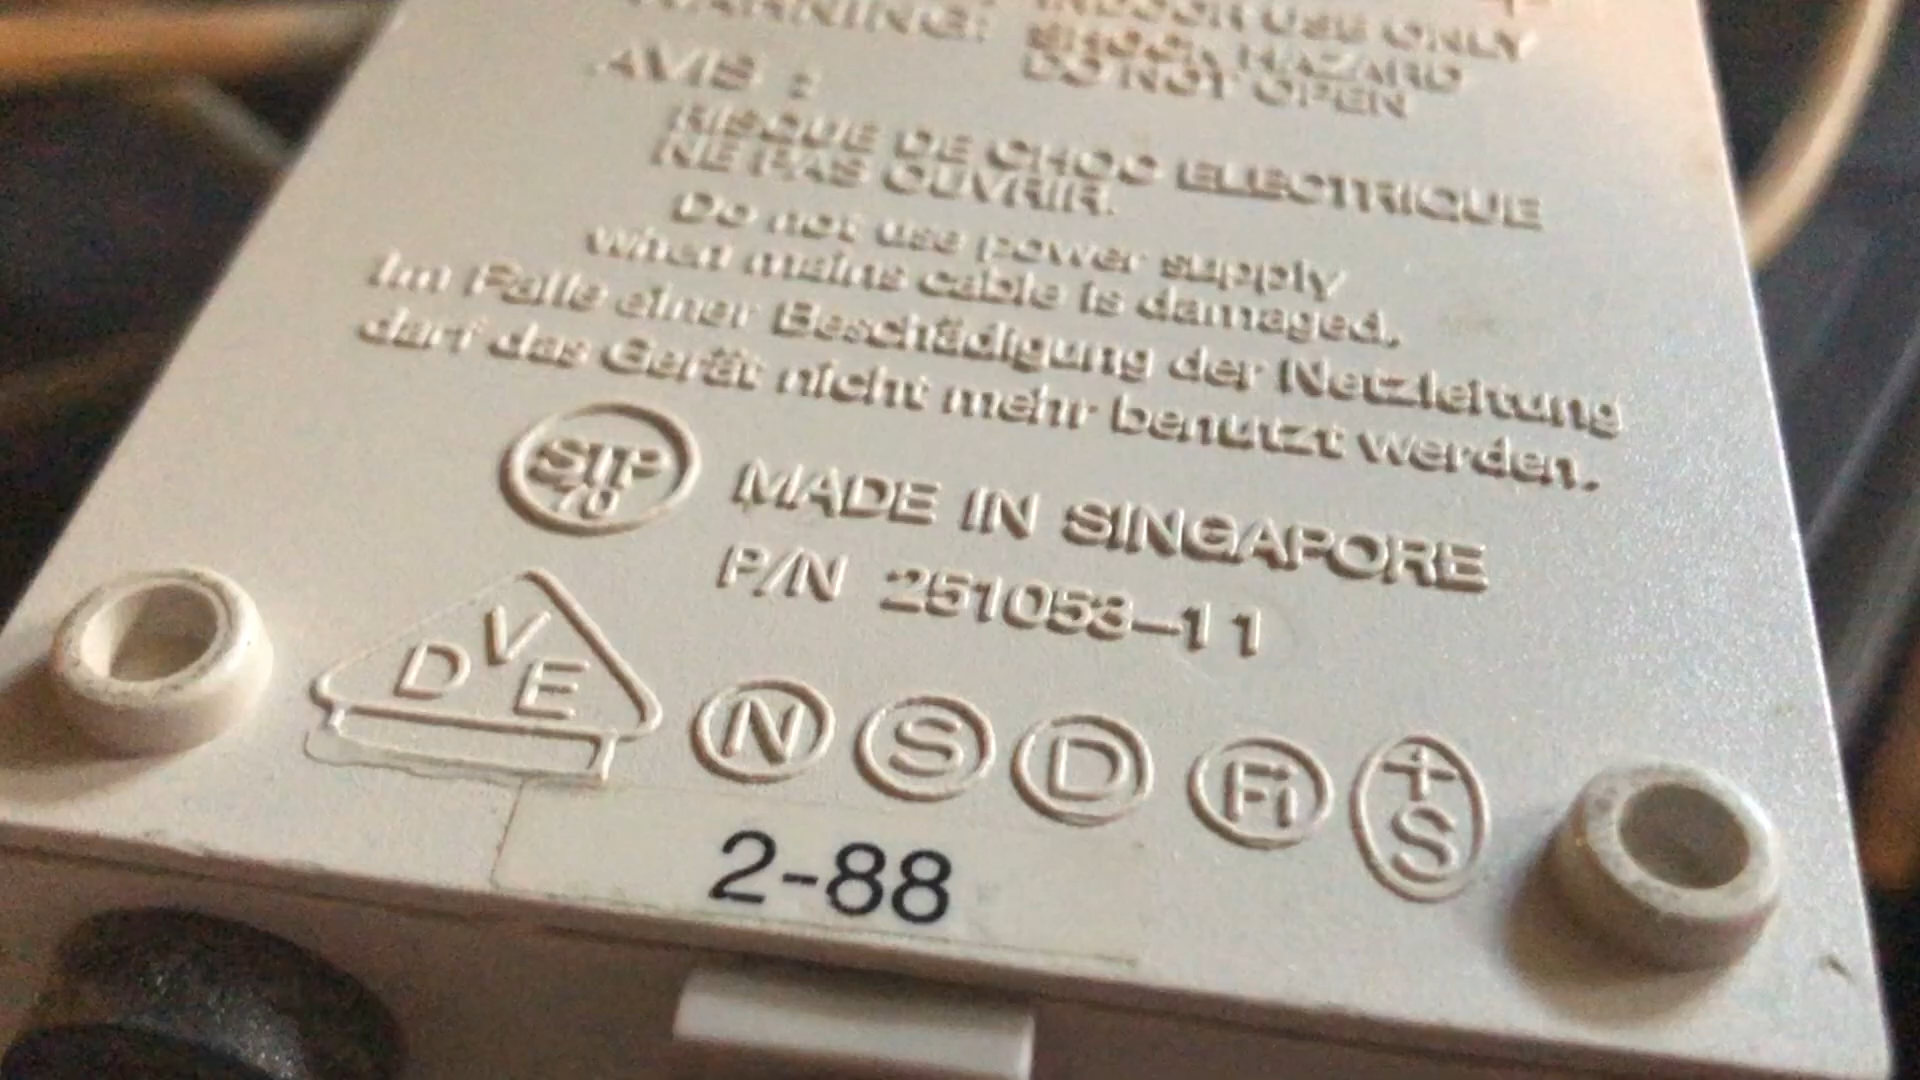 WARNING: INDOOR USE ONLY
SHOCK HAZARD
DO NOT OPEN
AVIS :
RISQUE DE CHOC ELECTRIQUE
NE PAS OUVRIR.
Do not use power supply
when mains cable is damaged.
Im Falle einer Beschädigung der Netzleitung
darf das Gerät nicht mehr benutzt werden.
MADE IN SINGAPORE
P/N 251053-11
DVE
N S D Fi +S
2-88